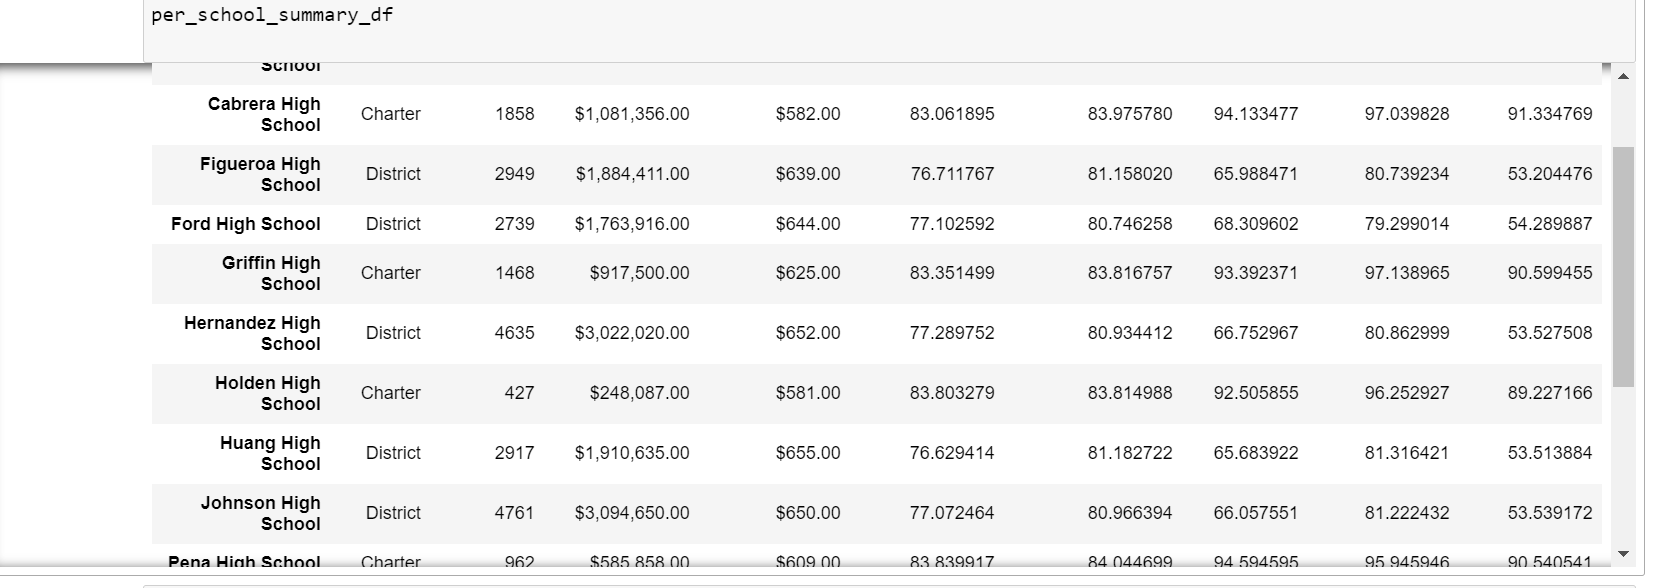 per_school_summary_df
School
Cabrera High
School Charter 1858 $1,081,356.00 $582.00 83.061895 83.975780 94.133477 97.039828 91.334769
Figueroa High
School District 2949 $1,884,411.00 $639.00 76.711767 81.158020 65.988471 80.739234 53.204476
Ford High School District 2739 $1,763,916.00 $644.00 77.102592 80.746258 68.309602 79.299014 54.289887
Griffin High
School Charter 1468 $917,500.00 $625.00 83.351499 83.816757 93.392371 97.138965 90.599455
Hernandez High
School District 4635 $3,022,020.00 $652.00 77.289752 80.934412 66.752967 80.862999 53.527508
Holden High
School Charter 427 $248,087.00 $581.00 83.803279 83.814988 92.505855 96.252927 89.227166
Huang High
School District 2917 $1,910,635.00 $655.00 76.629414 81.182722 65.683922 81.316421 53.513884
Johnson High
School District 4761 $3,094,650.00 $650.00 77.072464 80.966394 66.057551 81.222432 53.539172
Pena High School Charter 962 $585,858.00 $609.00 83.839917 84.044699 94.594595 95.945946 90.540541